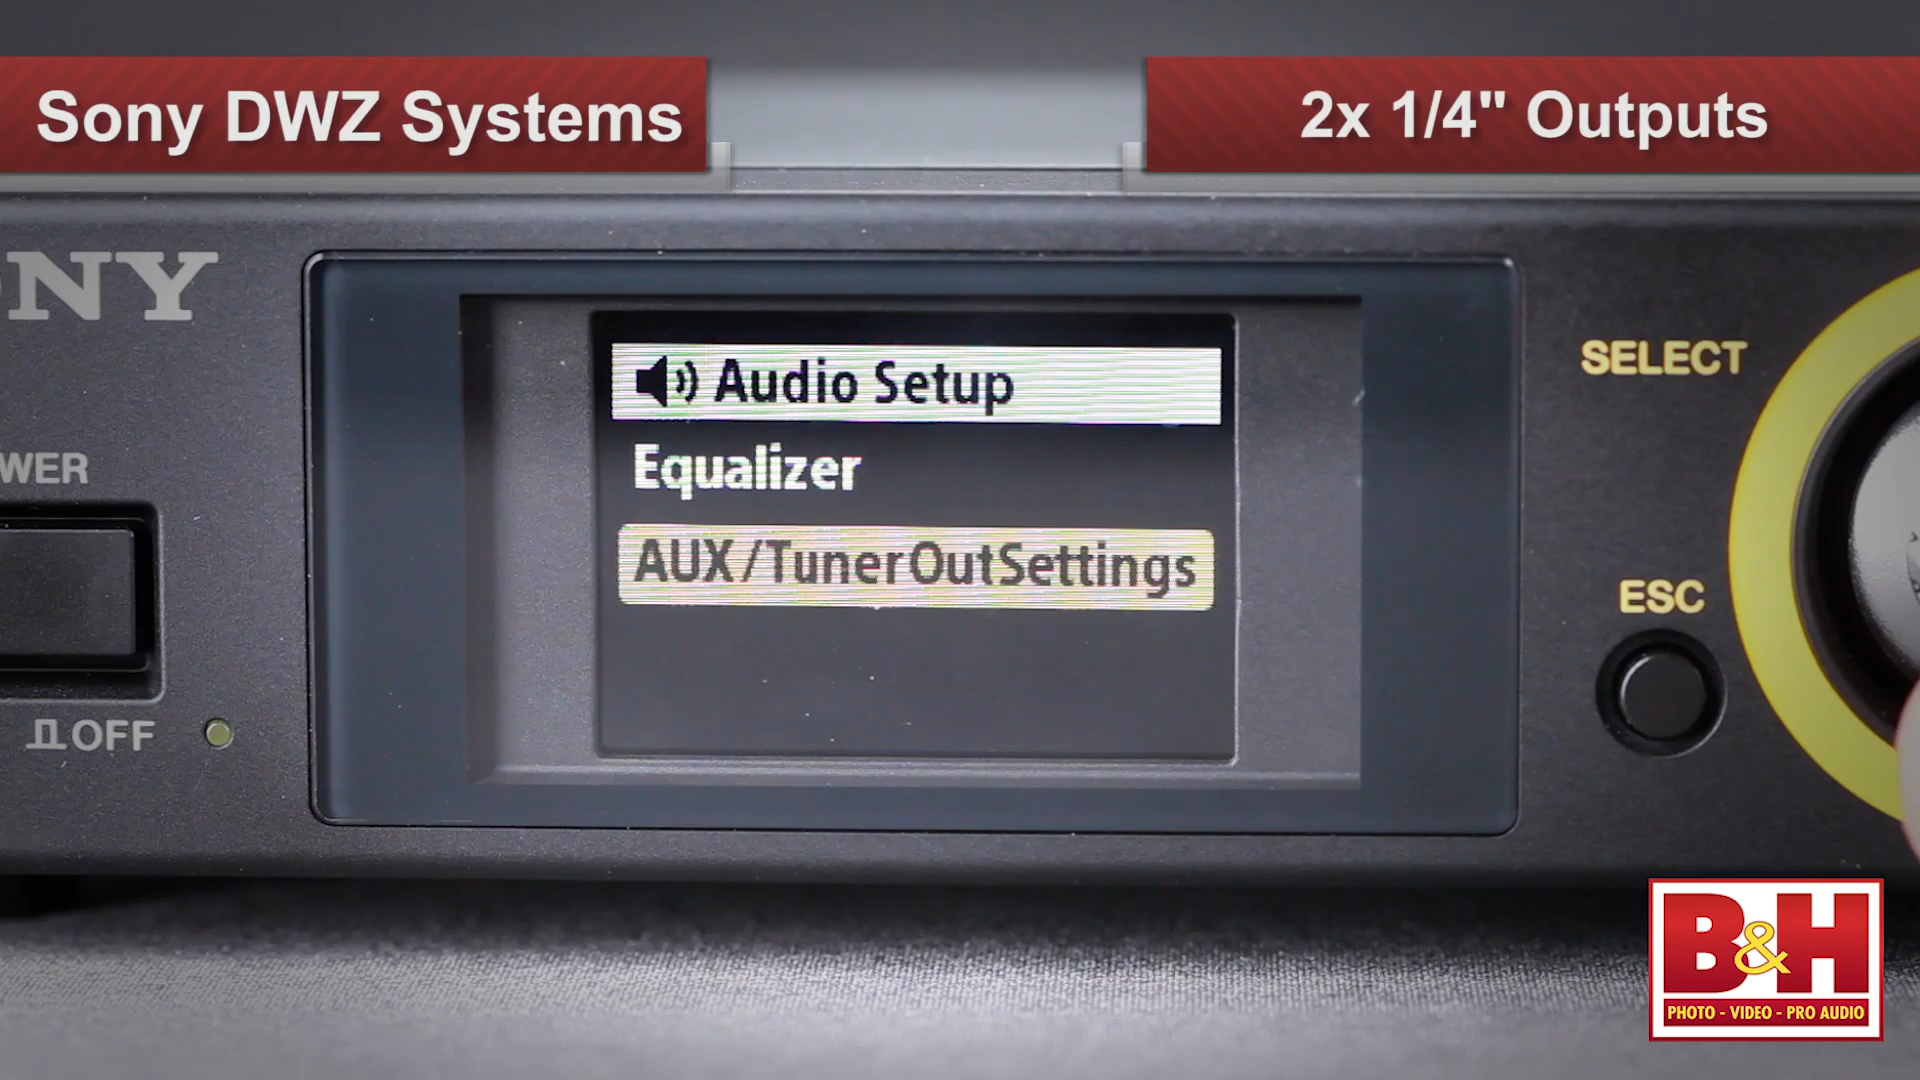 Sony DWZ Systems
2x 1/4" Outputs
ONY
SELECT
Audio Setup
Equalizer
WER
AUX/TunerOutSettings
ESC
OFF
B&H
PHOTO - VIDEO - PRO AUDIO